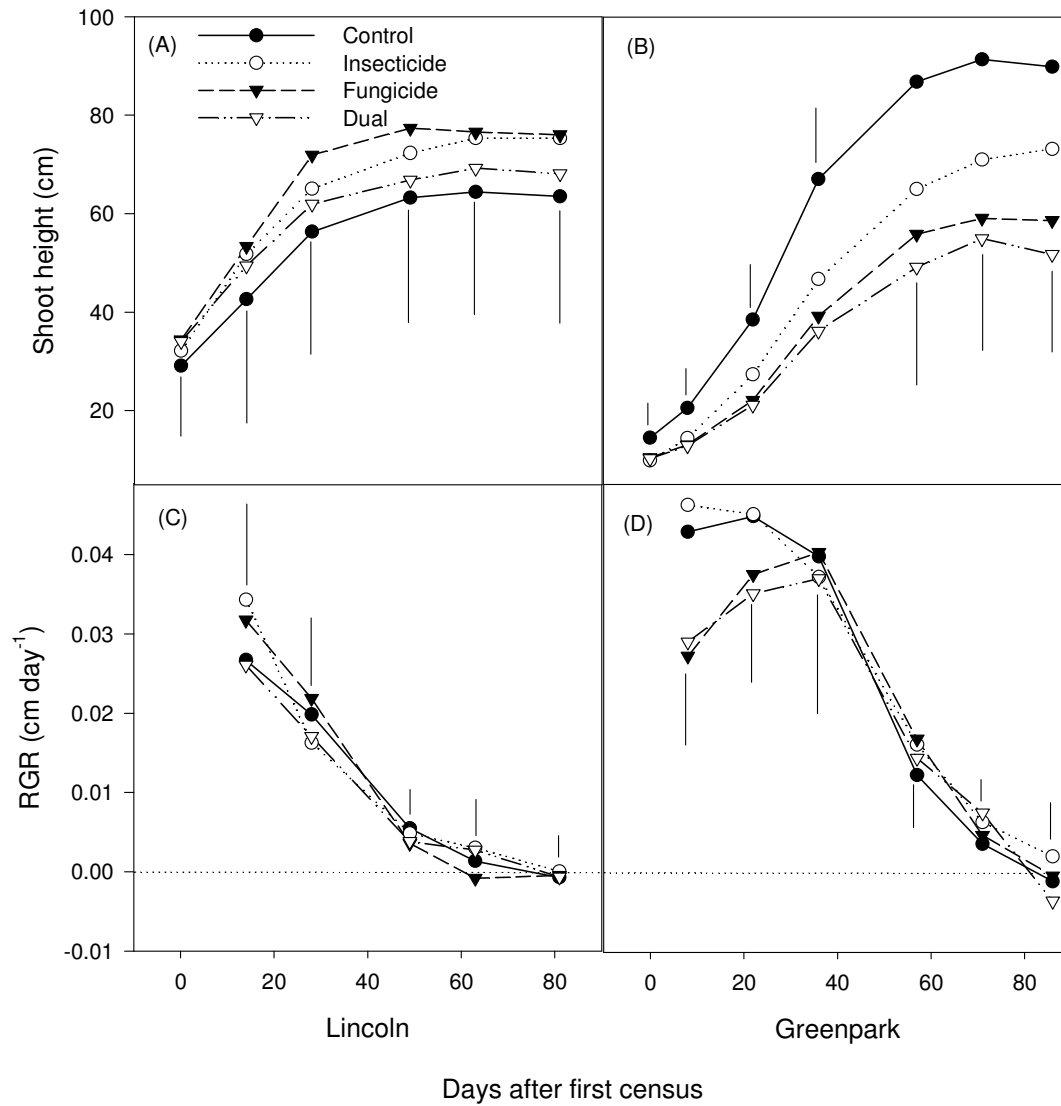 100
80
60
40
20
Shoot height (cm)
(A)
Control
Insecticide
Fungicide
Dual
(B)
0.04
0.03
0.02
0.01
0.00
-0.01
RGR (cm day⁻¹)
(C)
(D)
0 20 40 60 80
0 20 40 60 80
Lincoln
Greenpark
Days after first census